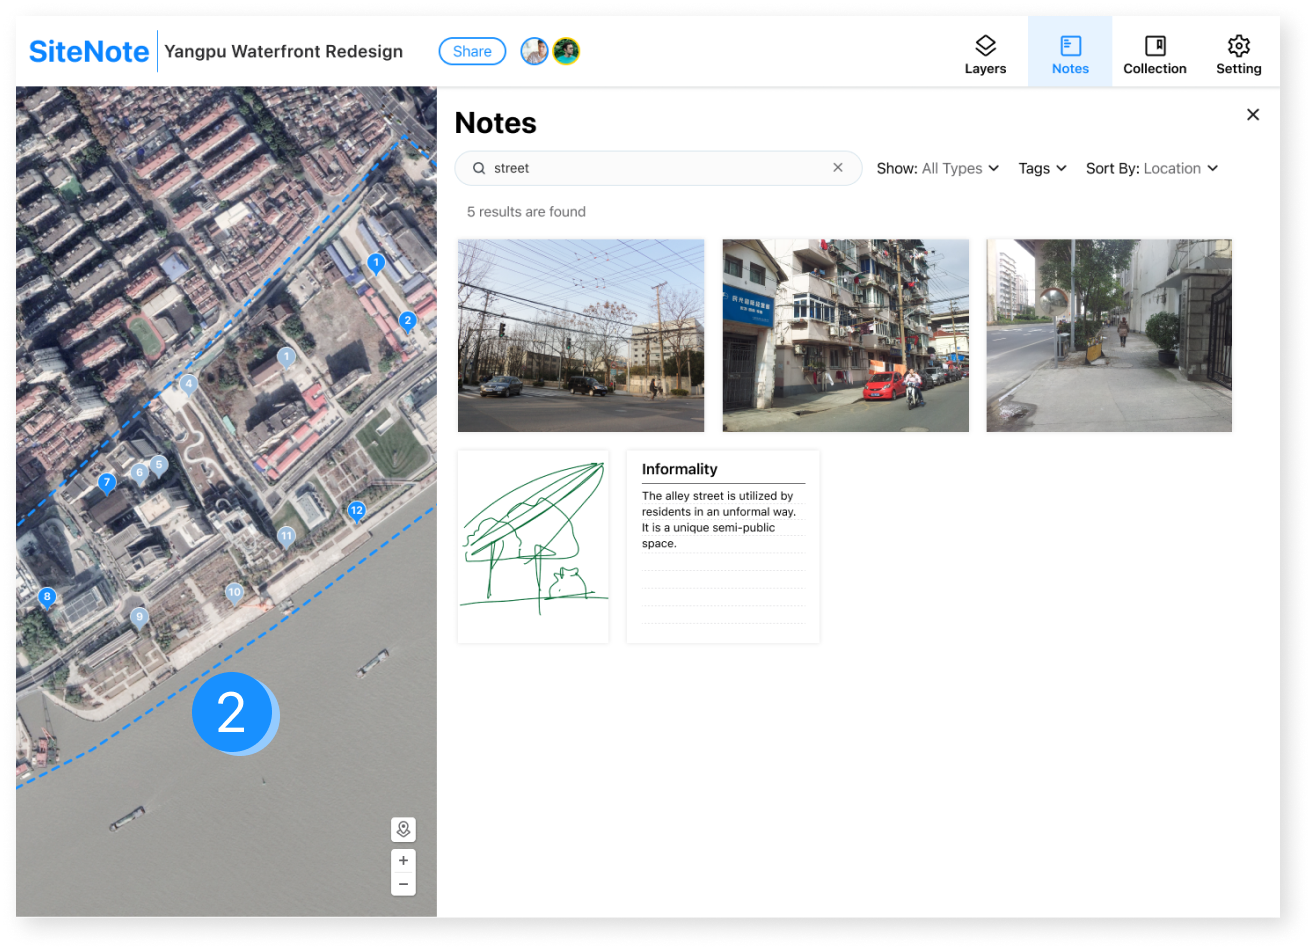 SiteNote
Yangpu Waterfront Redesign
Share
Layers
Notes
Collection
Setting
Notes
street
Show: All Types
Tags
Sort By: Location
5 results are found
1
2
1
4
5
6
7
12
11
10
8
9
2
+
−
Informality
The alley street is utilized by
residents in an unformal way.
It is a unique semi-public
space.